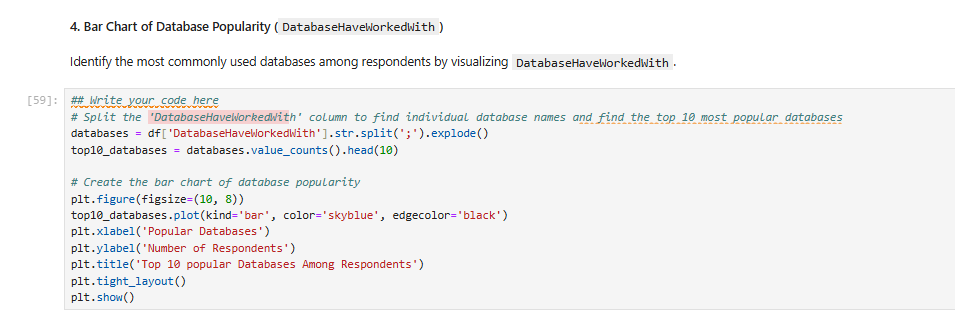 4. Bar Chart of Database Popularity ( DatabaseHaveWorkedWith )
Identify the most commonly used databases among respondents by visualizing DatabaseHaveWorkedWith .
[59]: ## Write your code here
# Split the 'DatabaseHaveWorkedWith' column to find individual database names and find the top 10 most popular databases
databases = df['DatabaseHaveWorkedWith'].str.split(';').explode()
top10_databases = databases.value_counts().head(10)
# Create the bar chart of database popularity
plt.figure(figsize=(10, 8))
top10_databases.plot(kind='bar', color='skyblue', edgecolor='black')
plt.xlabel('Popular Databases')
plt.ylabel('Number of Respondents')
plt.title('Top 10 popular Databases Among Respondents')
plt.tight_layout()
plt.show()